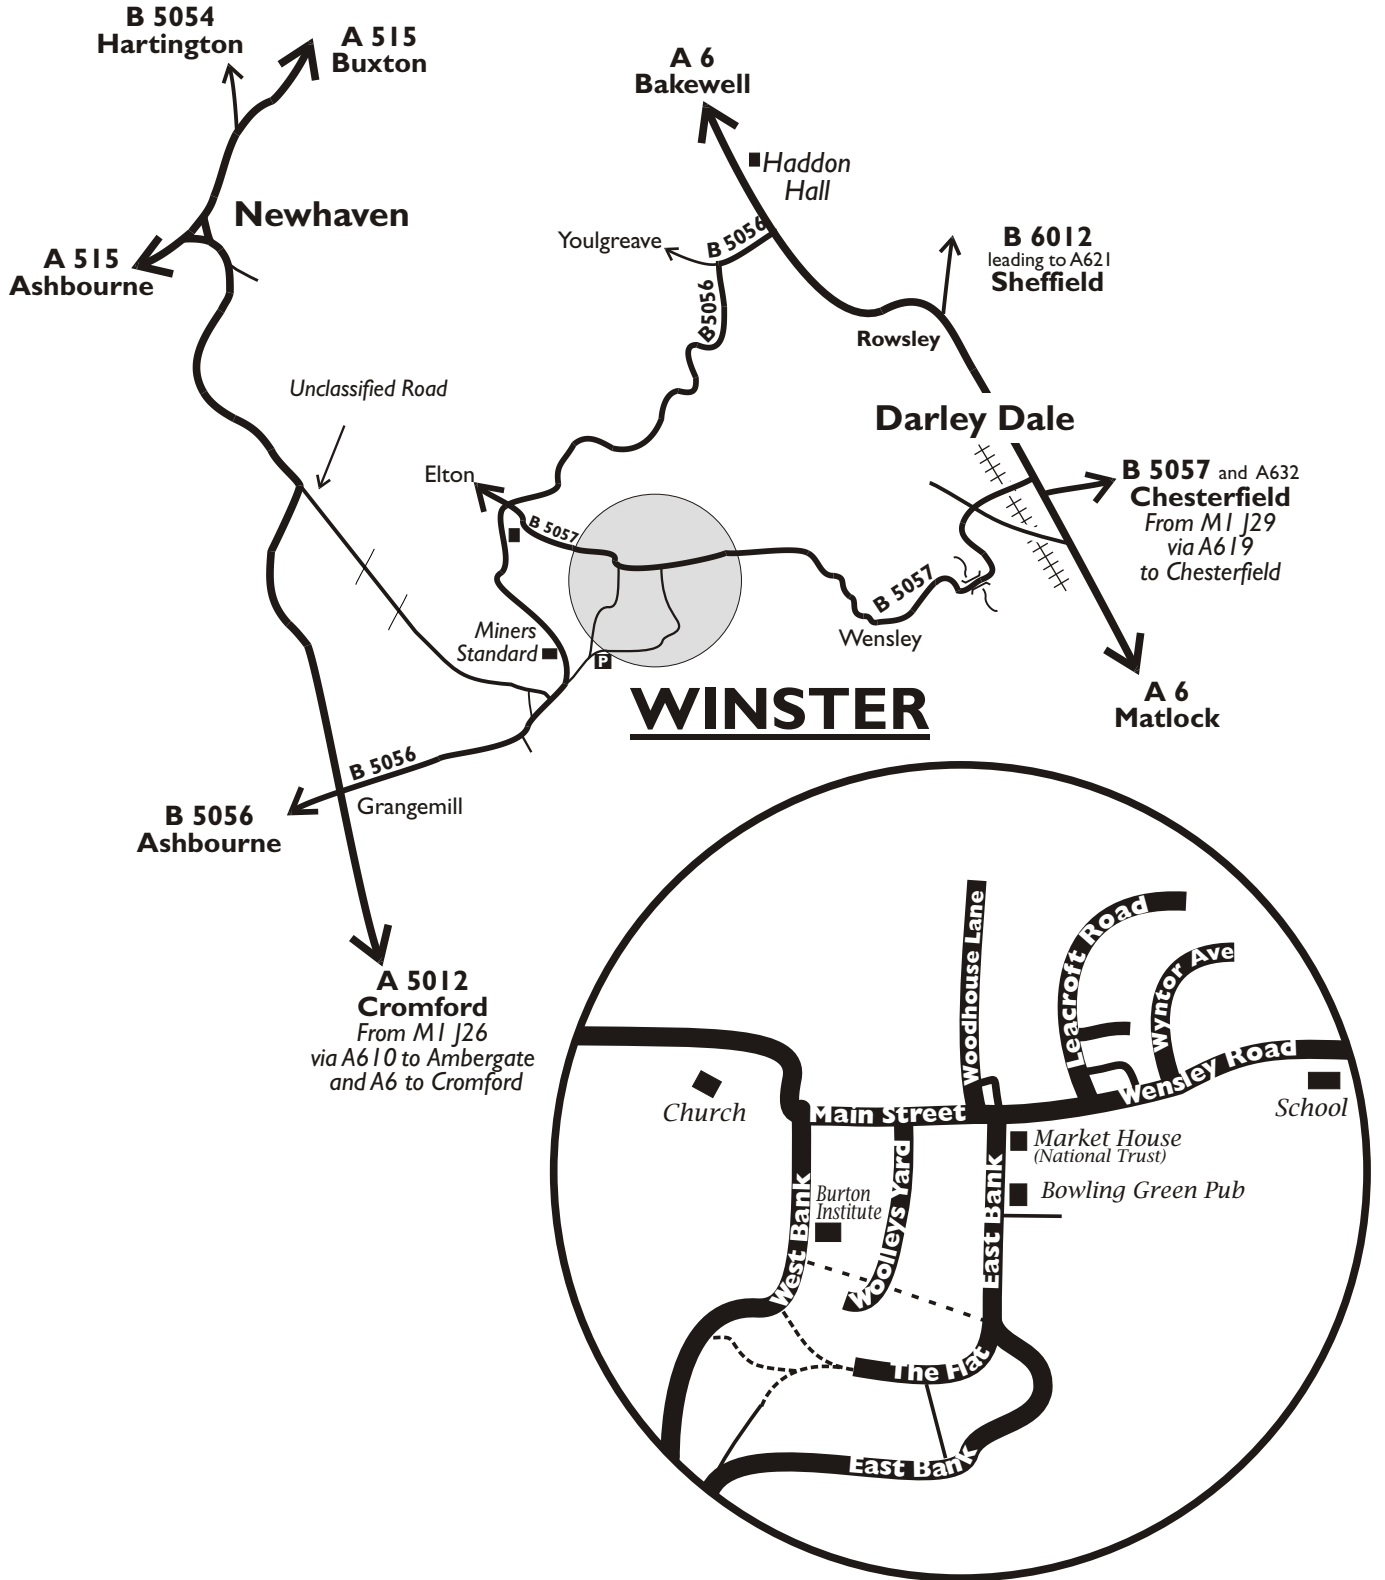 B 5054
Hartington
A 515
Buxton
A 6
Bakewell
Haddon
Hall
Newhaven
A 515
Ashbourne
Youlgreave
B 5056
B5056
B 6012
leading to A621
Sheffield
Rowsley
Unclassified Road
Darley Dale
Elton
B 5057
B 5057 and A632
Chesterfield
From M1 J29
via A619
to Chesterfield
B 5057
Wensley
Miners
Standard
P
WINSTER
A 6
Matlock
B 5056
Grangemill
B 5056
Ashbourne
A 5012
Cromford
From M1 J26
via A610 to Ambergate
and A6 to Cromford
Woodhouse Lane
Leacroft Road
Wyntor Ave
Wensley Road
School
Church
Main Street
Market House
(National Trust)
Bowling Green Pub
Burton
Institute
West Bank
Woolleys Yard
East Bank
The Flat
East Bank